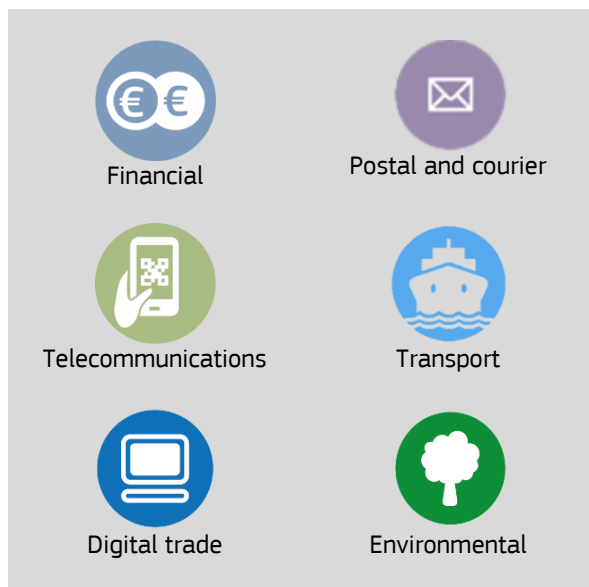 € €
Financial
Postal and courier
Telecommunications
Transport
Digital trade
Environmental